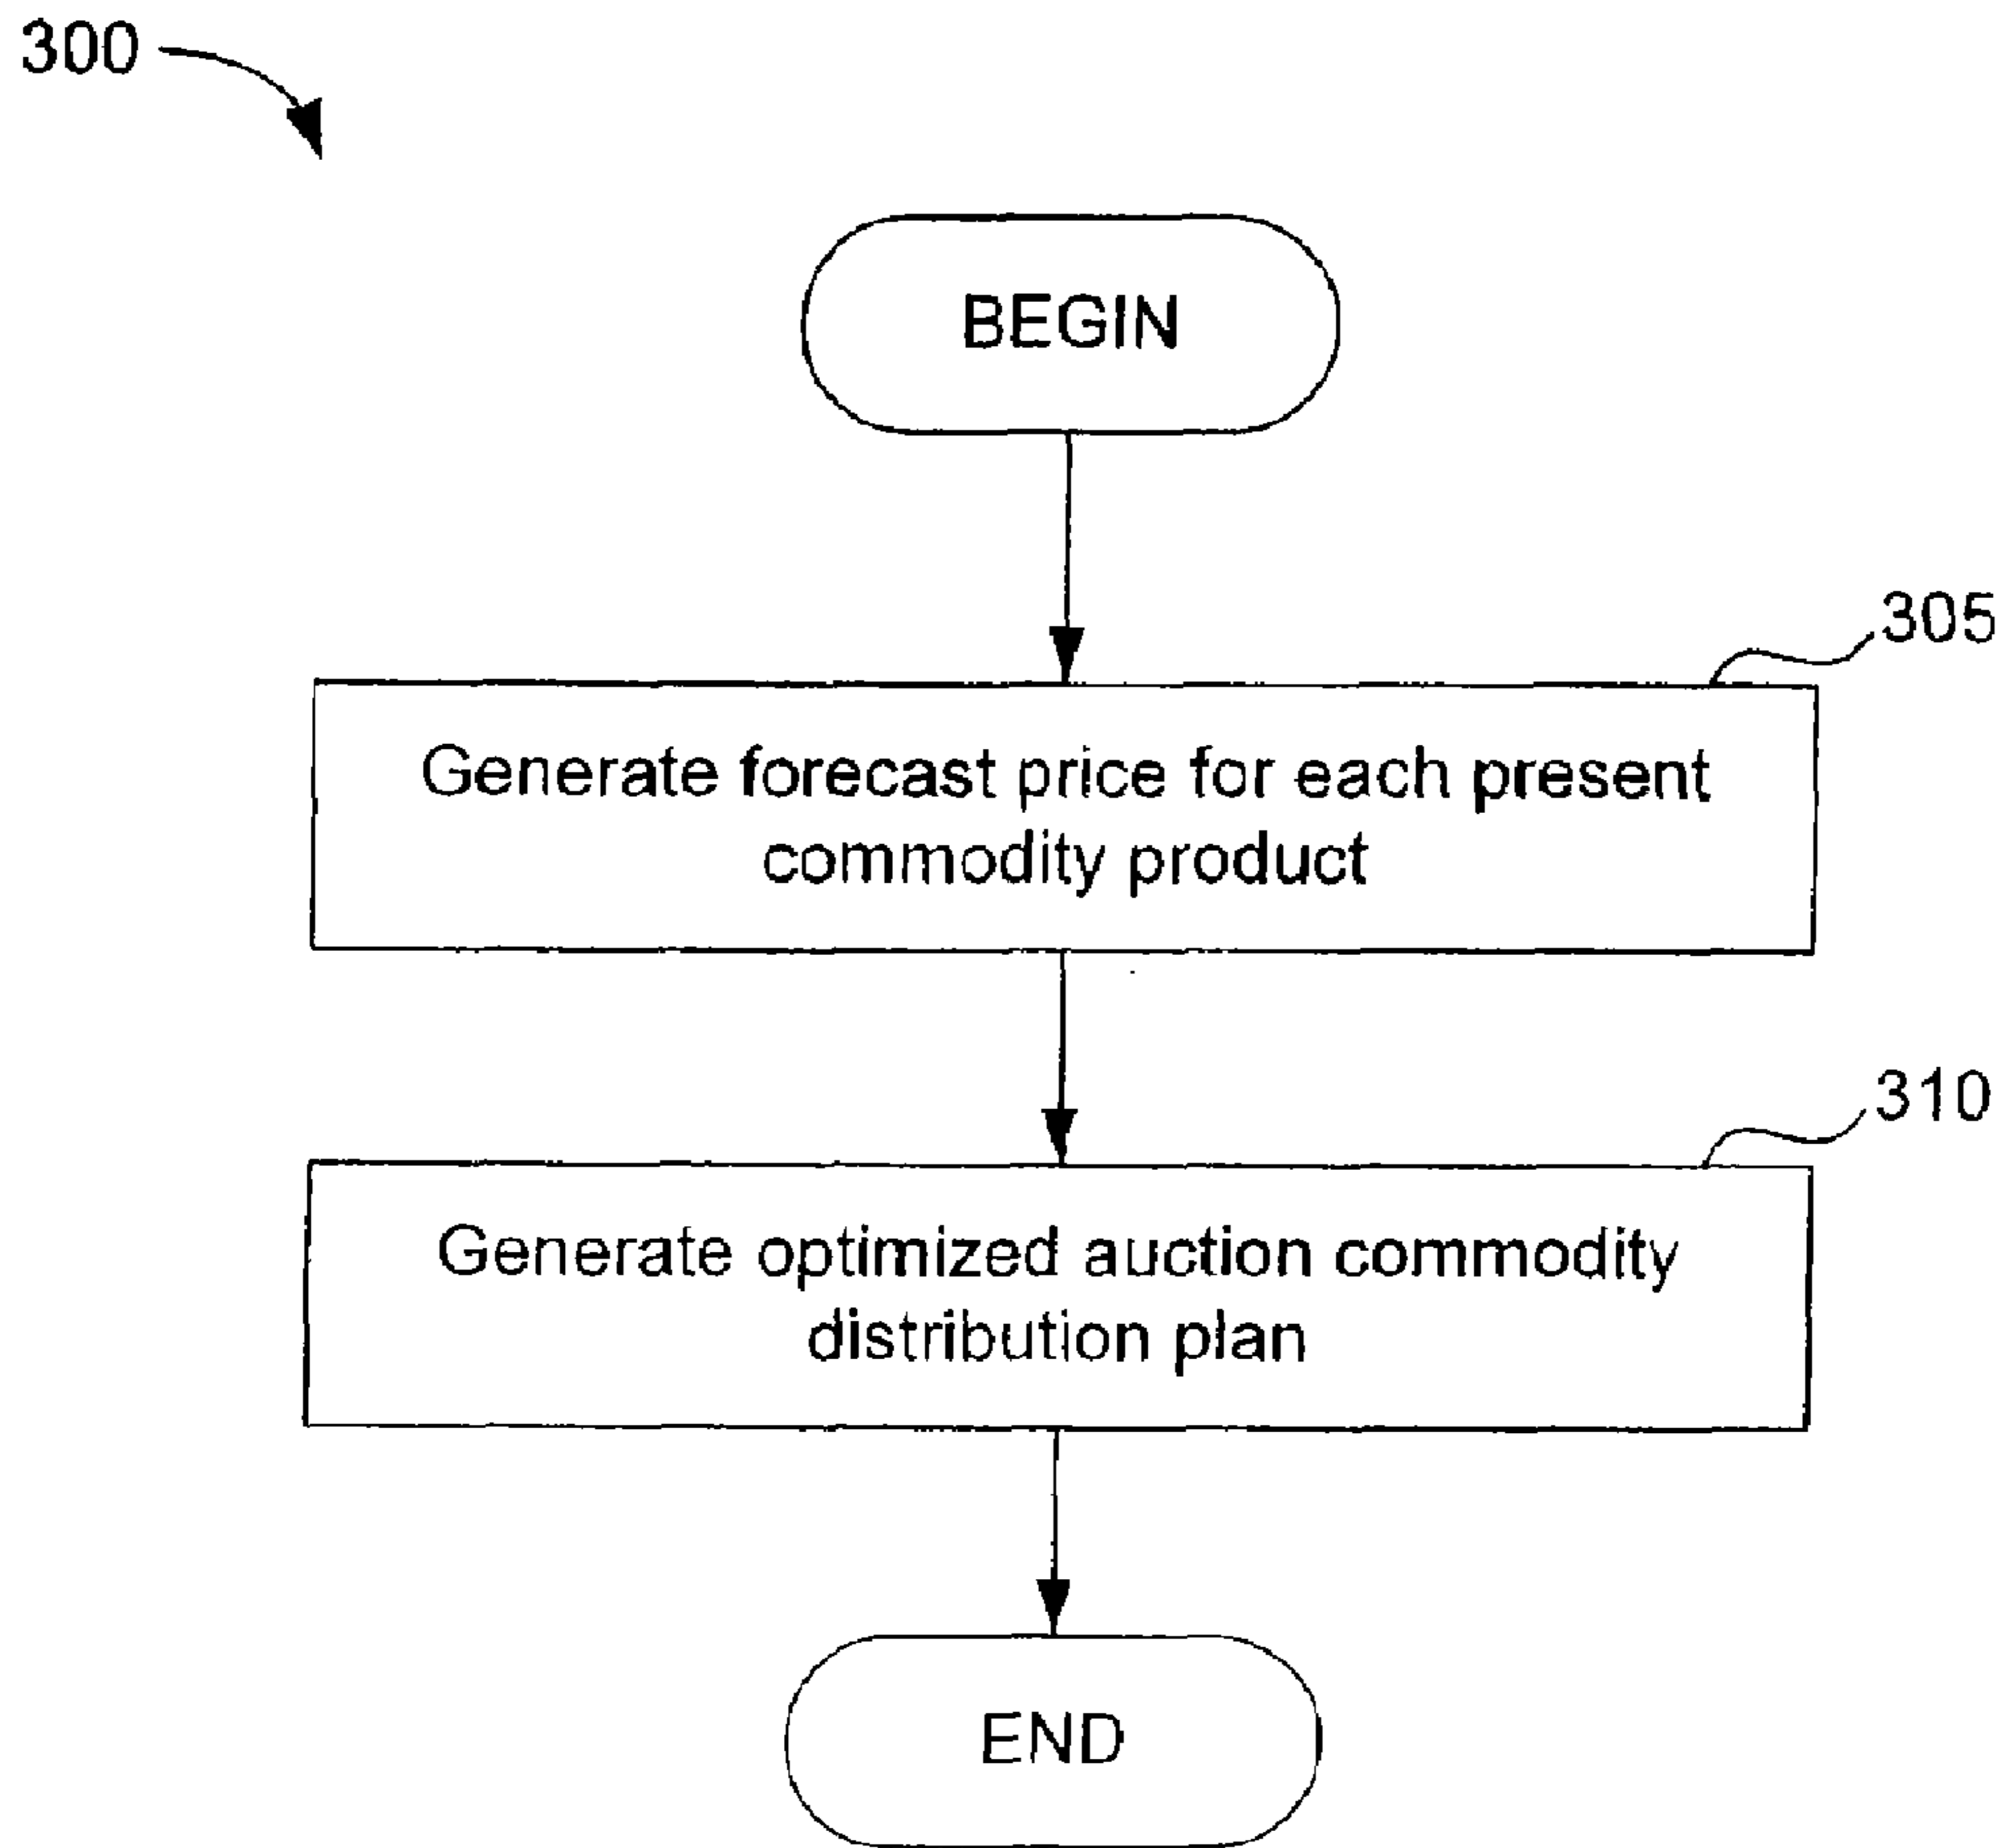 300
BEGIN
305
Generate forecast price for each present
commodity product
310
Generate optimized auction commodity
distribution plan
END